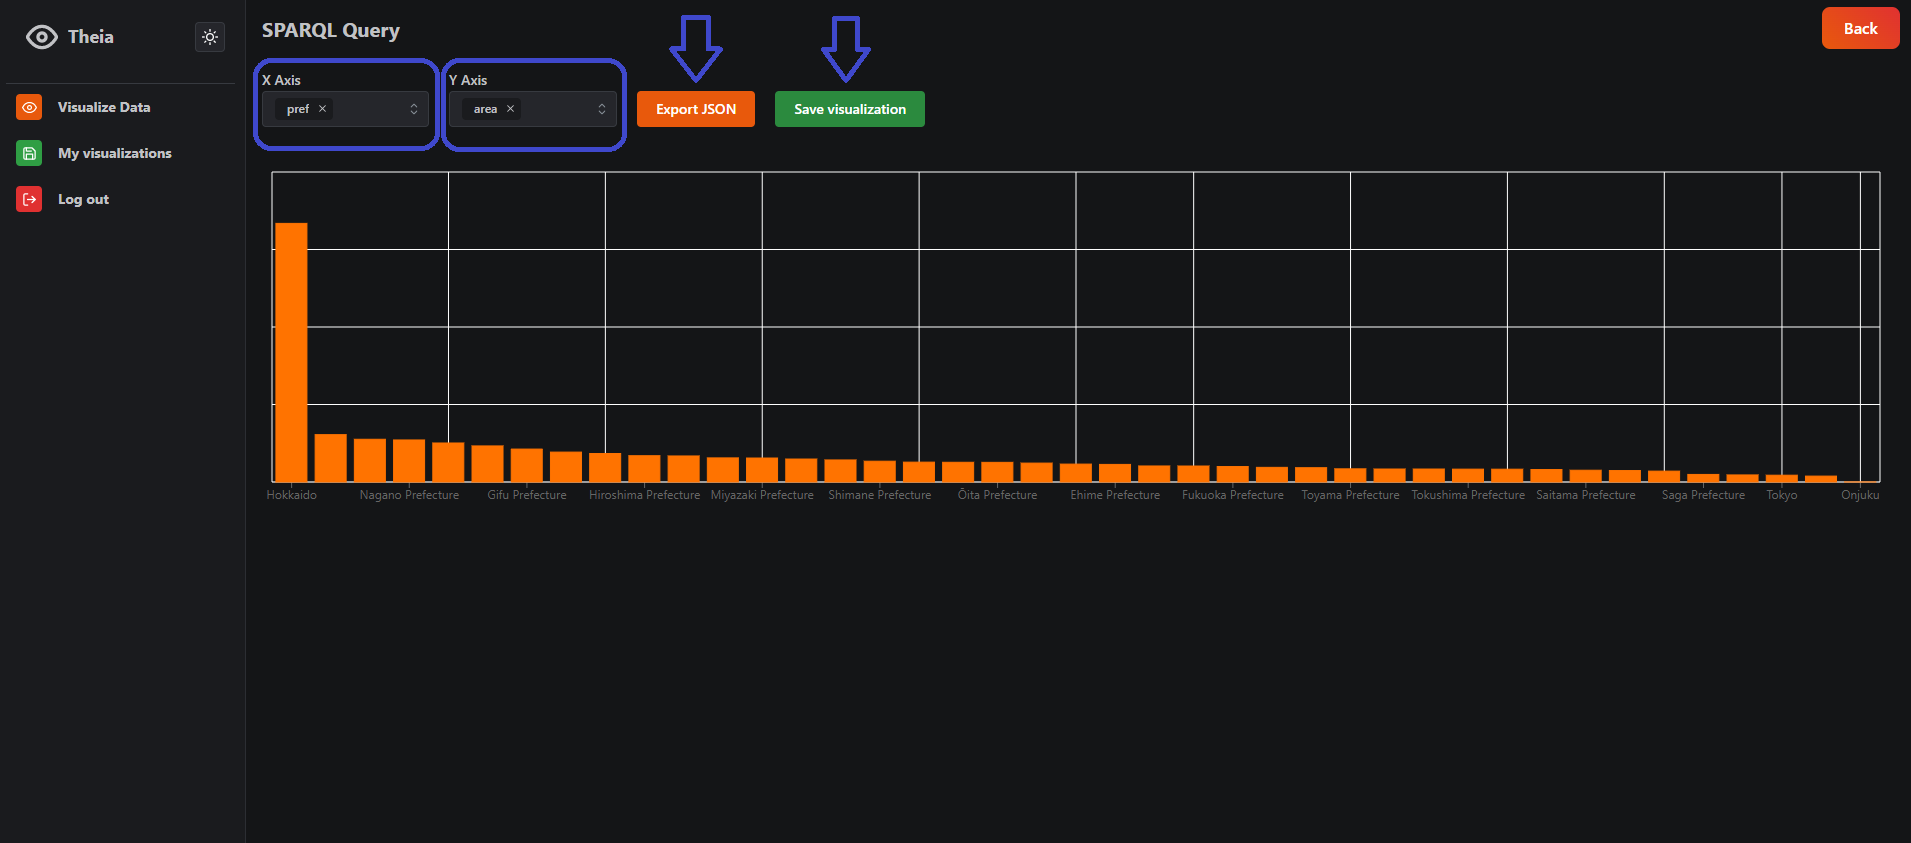 Theia
Visualize Data
My visualizations
Log out
SPARQL Query
Back
X Axis
Y Axis
pref
area
Export JSON
Save visualization
Hokkaido
Nagano Prefecture
Gifu Prefecture
Hiroshima Prefecture
Miyazaki Prefecture
Shimane Prefecture
Ōita Prefecture
Ehime Prefecture
Fukuoka Prefecture
Toyama Prefecture
Tokushima Prefecture
Saitama Prefecture
Saga Prefecture
Tokyo
Onjuku